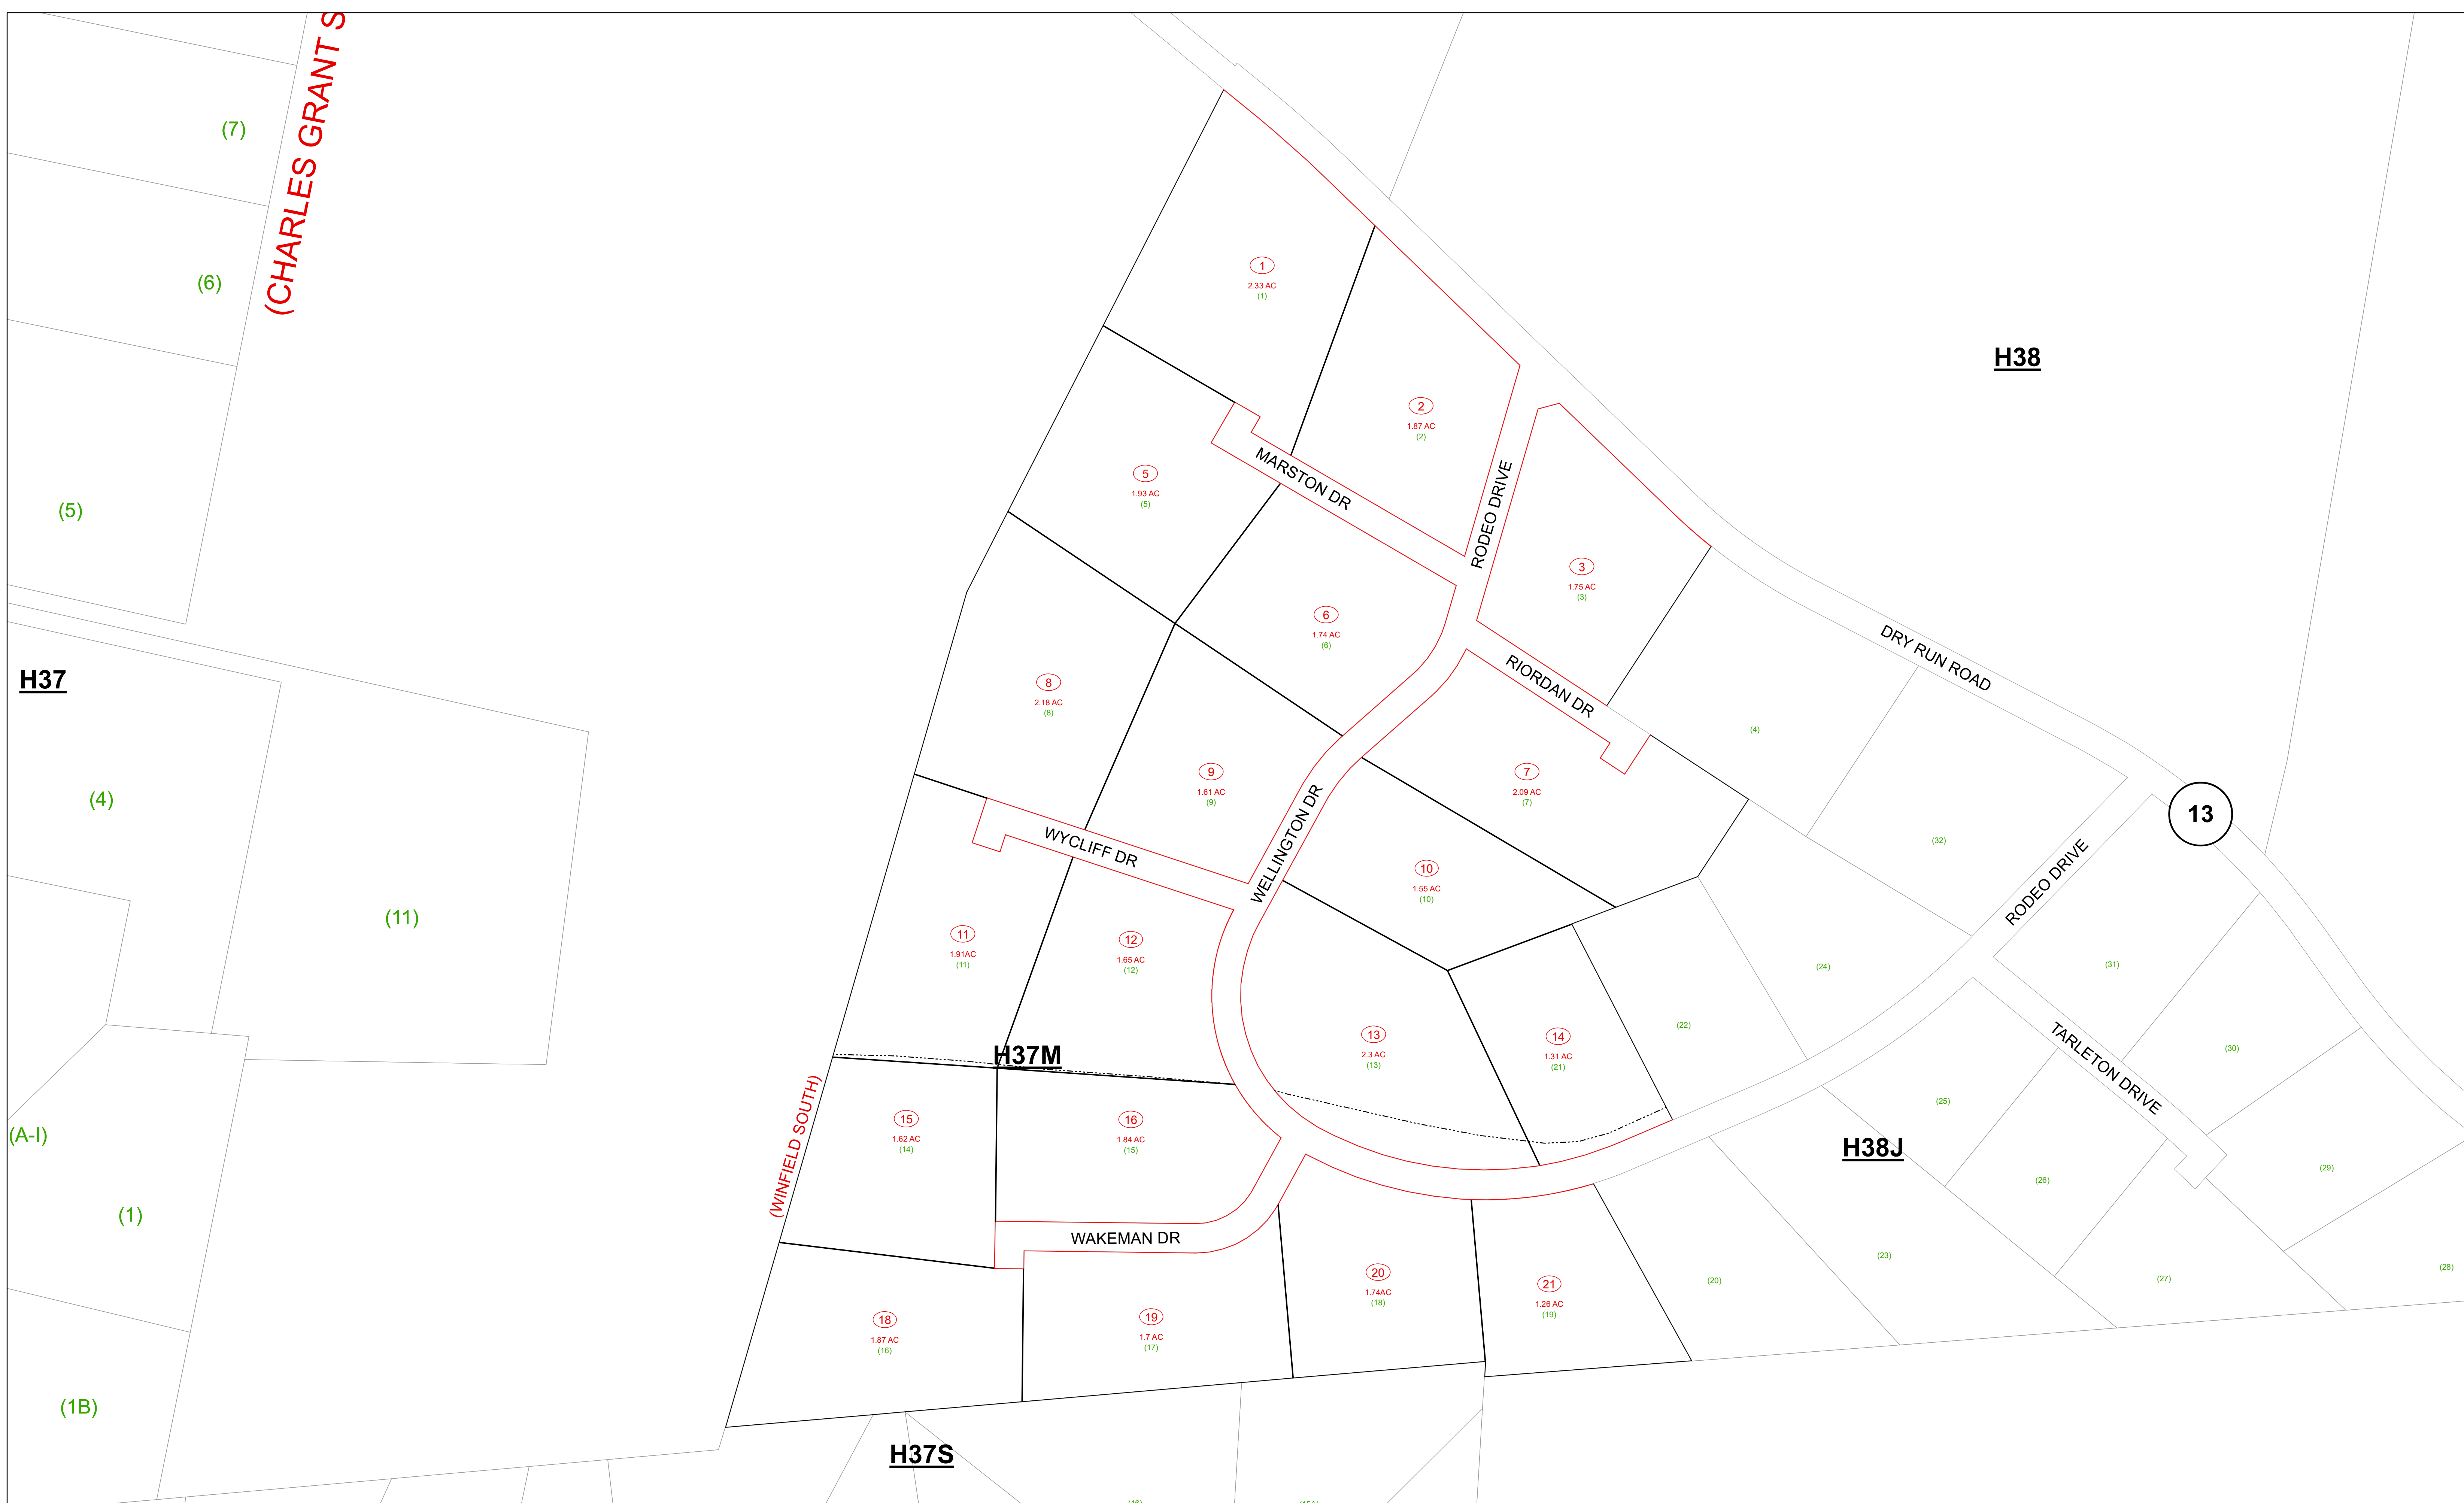 (CHARLES GRANT S
(7)
(6)
(5)
H37
(4)
(11)
(A-I)
(1)
(1B)
H38
1
2.33 AC
(1)
2
1.87 AC
(2)
5
1.93 AC
(5)
MARSTON DR
RODEO DRIVE
3
1.75 AC
(3)
6
1.74 AC
(6)
RIORDAN DR
DRY RUN ROAD
8
2.18 AC
(8)
9
1.61 AC
(9)
7
2.09 AC
(7)
(4)
(32)
13
WYCLIFF DR
WELLINGTON DR
10
1.55 AC
(10)
RODEO DRIVE
11
1.91AC
(11)
12
1.65 AC
(12)
(24)
(31)
13
2.3 AC
(13)
14
1.31 AC
(21)
(22)
(30)
H37M
TARLETON DRIVE
(WINFIELD SOUTH)
15
1.62 AC
(14)
16
1.84 AC
(15)
(25)
H38J
(26)
(29)
WAKEMAN DR
(23)
(27)
(28)
(20)
20
1.74AC
(18)
21
1.26 AC
(19)
18
1.87 AC
(16)
19
1.7 AC
(17)
H37S
(16)
(15A)